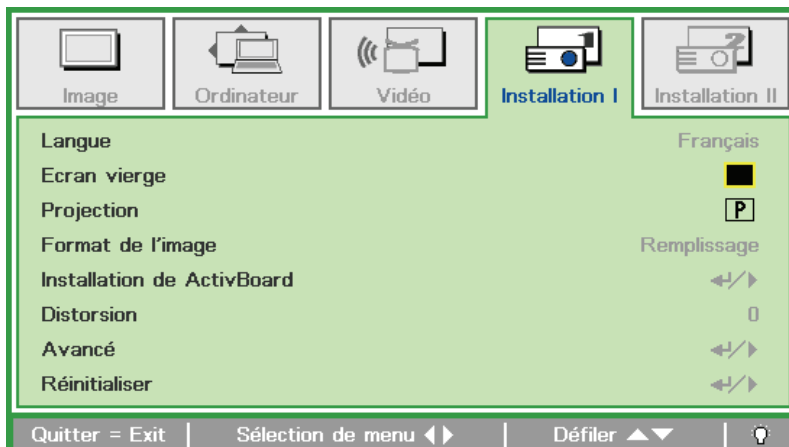 Image
Ordinateur
Vidéo
Installation I
Installation II
Langue Français
Ecran vierge
Projection P
Format de l'image Remplissage
Installation de ActivBoard
Distorsion 0
Avancé
Réinitialiser
Quitter = Exit Sélection de menu Défiler